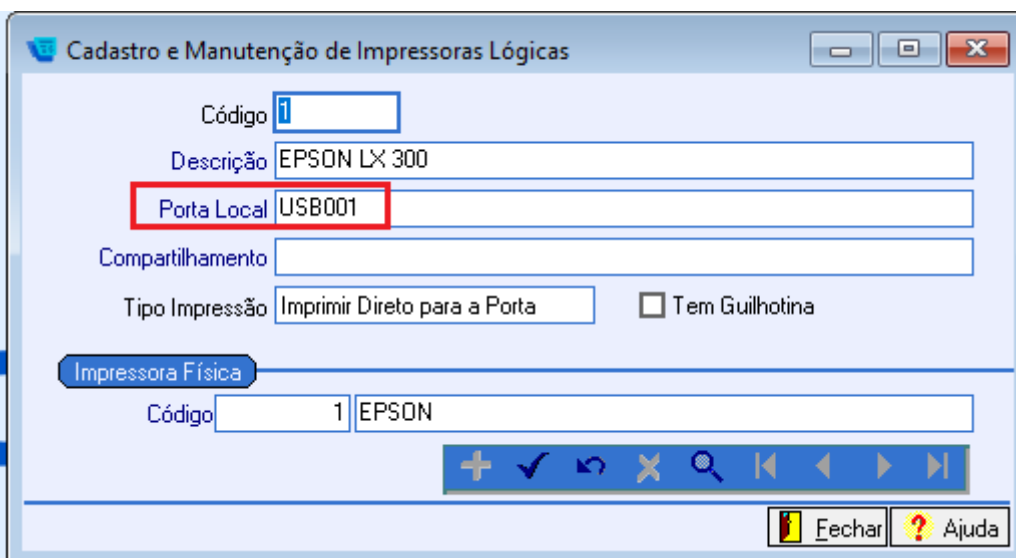 Cadastro e Manutenção de Impressoras Lógicas
Código 1
Descrição EPSON LX 300
Porta Local USB001
Compartilhamento
Tipo Impressão Imprimir Direto para a Porta Tem Guilhotina
Impressora Física
Código 1 EPSON
Fechar Ajuda